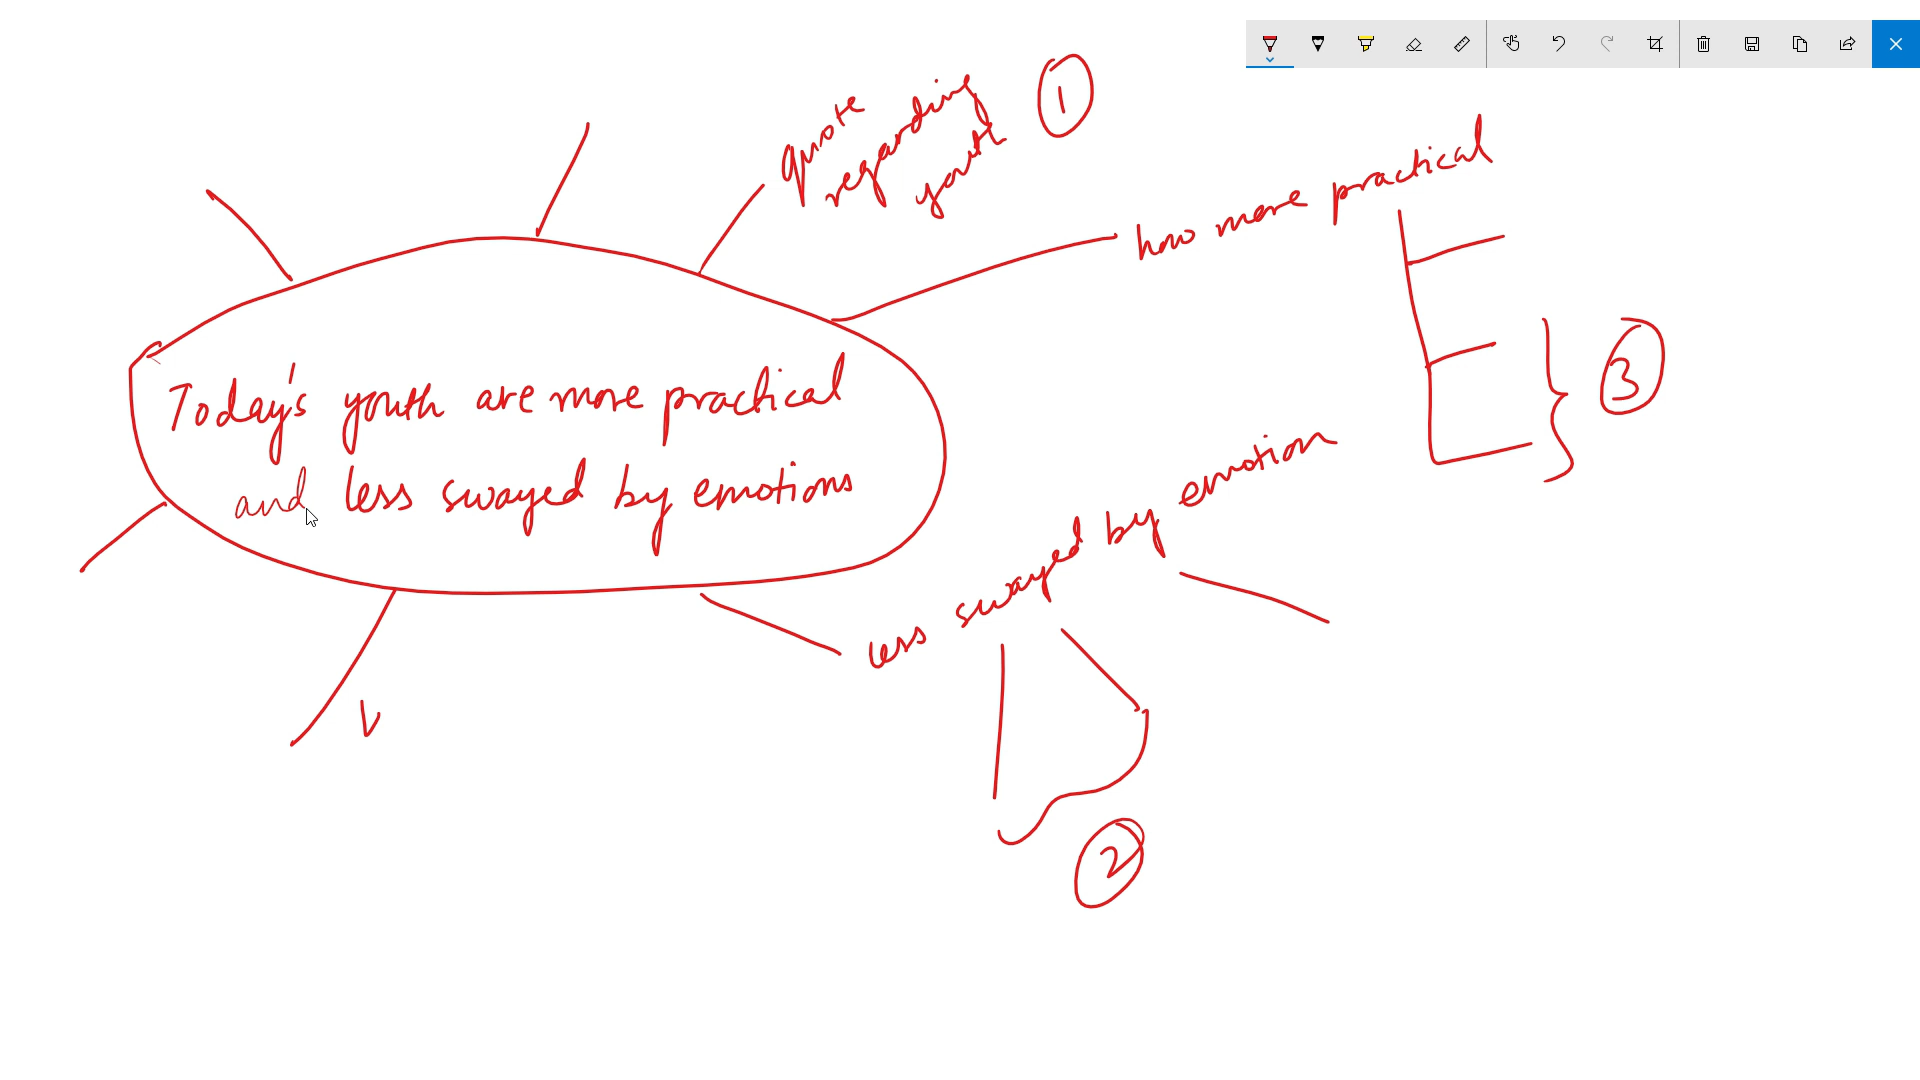 quote
regarding
youth
1
how more practical
3
Today's youth are more practical
and less swayed by emotions
less swayed by emotion
2